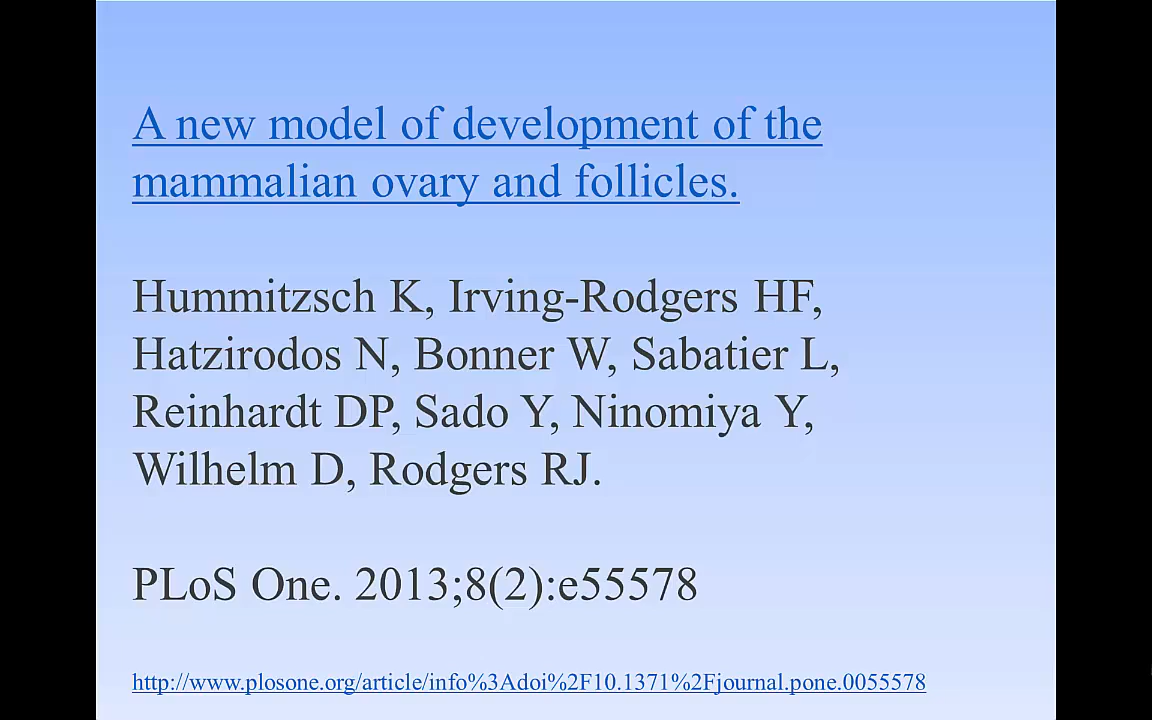 A new model of development of the
mammalian ovary and follicles.
Hummitzsch K, Irving-Rodgers HF,
Hatzirodos N, Bonner W, Sabatier L,
Reinhardt DP, Sado Y, Ninomiya Y,
Wilhelm D, Rodgers RJ.
PLoS One. 2013;8(2):e55578
http://www.plosone.org/article/info%3Adoi%2F10.1371%2Fjournal.pone.0055578